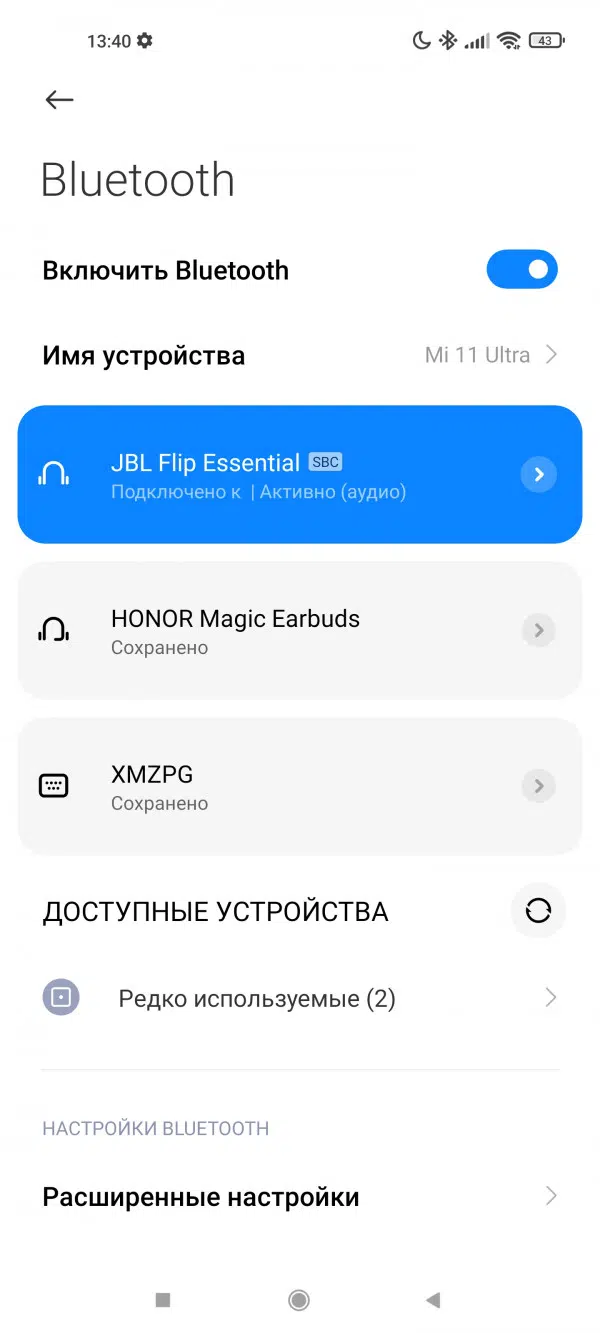 13:40
43
Bluetooth
Включить Bluetooth
Имя устройства Mi 11 Ultra
JBL Flip Essential SBC
Подключено к | Активно (аудио)
HONOR Magic Earbuds
Сохранено
XMZPG
Сохранено
ДОСТУПНЫЕ УСТРОЙСТВА
Редко используемые (2)
НАСТРОЙКИ BLUETOOTH
Расширенные настройки